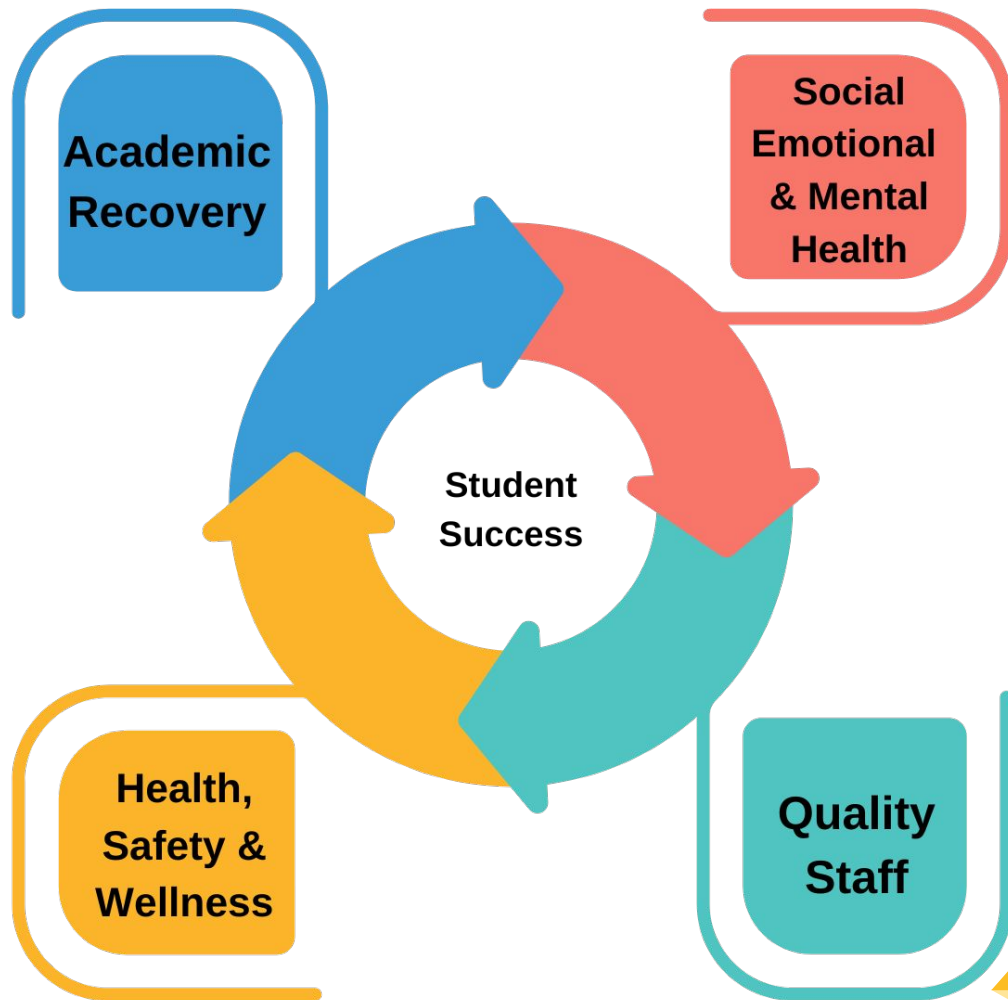 Academic
Recovery
Social
Emotional
& Mental
Health
Student
Success
Health,
Safety &
Wellness
Quality
Staff